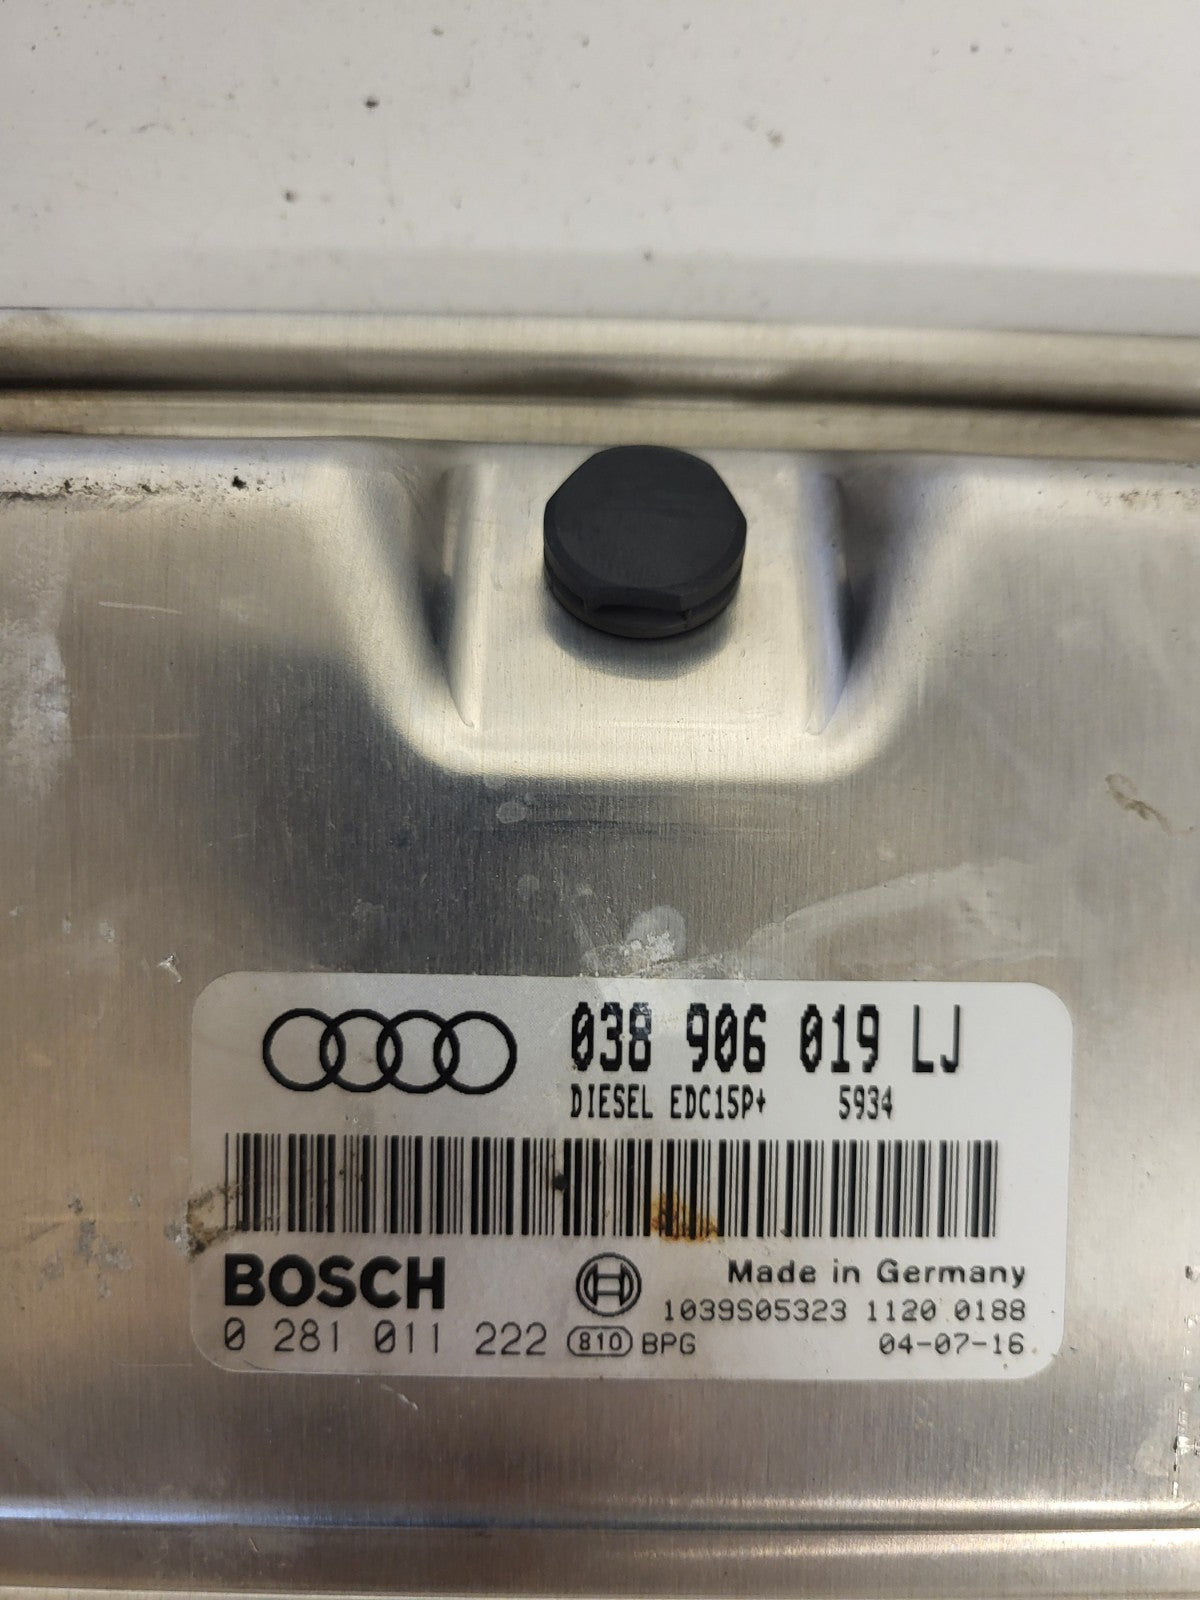 038 906 019 LJ
DIESEL EDC15P+ 5934
BOSCH
Made in Germany
1039S05323 1120 0188
0 281 011 222 810 BPG 04-07-16